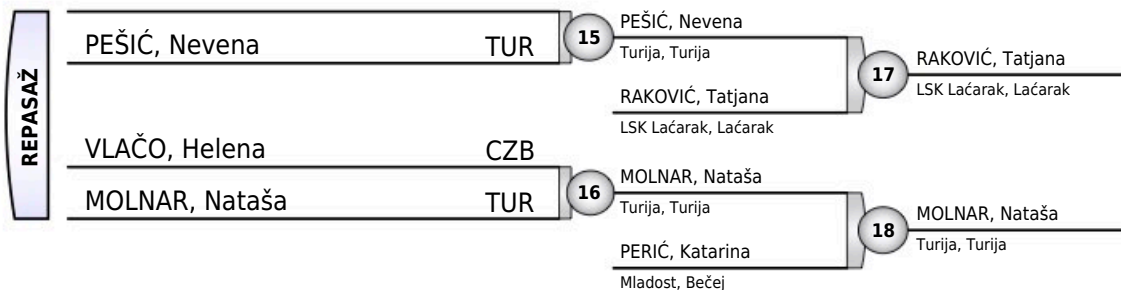 REPASAŽ
PEŠIĆ, Nevena TUR
VLAČO, Helena CZB
MOLNAR, Nataša TUR
15
PEŠIĆ, Nevena
Turija, Turija
RAKOVIĆ, Tatjana
LSK Laćarak, Laćarak
16
MOLNAR, Nataša
Turija, Turija
PERIĆ, Katarina
Mladost, Bečej
17
RAKOVIĆ, Tatjana
LSK Laćarak, Laćarak
18
MOLNAR, Nataša
Turija, Turija